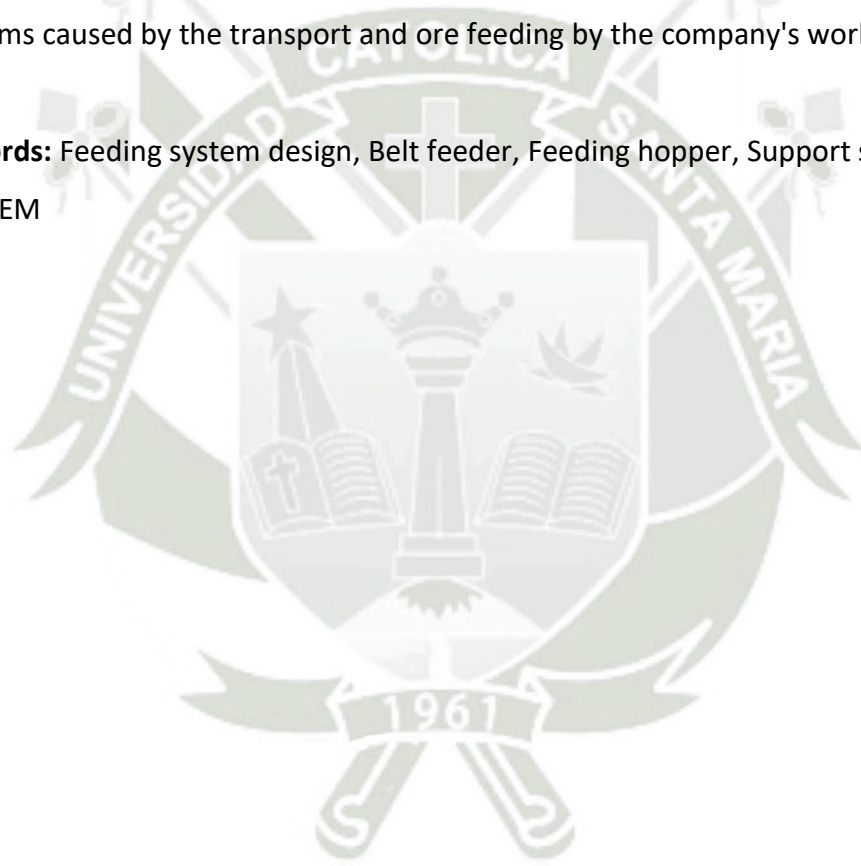 ms caused by the transport and ore feeding by the company's work
rds: Feeding system design, Belt feeder, Feeding hopper, Support s
EM
UNIVERSIDAD CATOLICA SANTA MARIA
1961